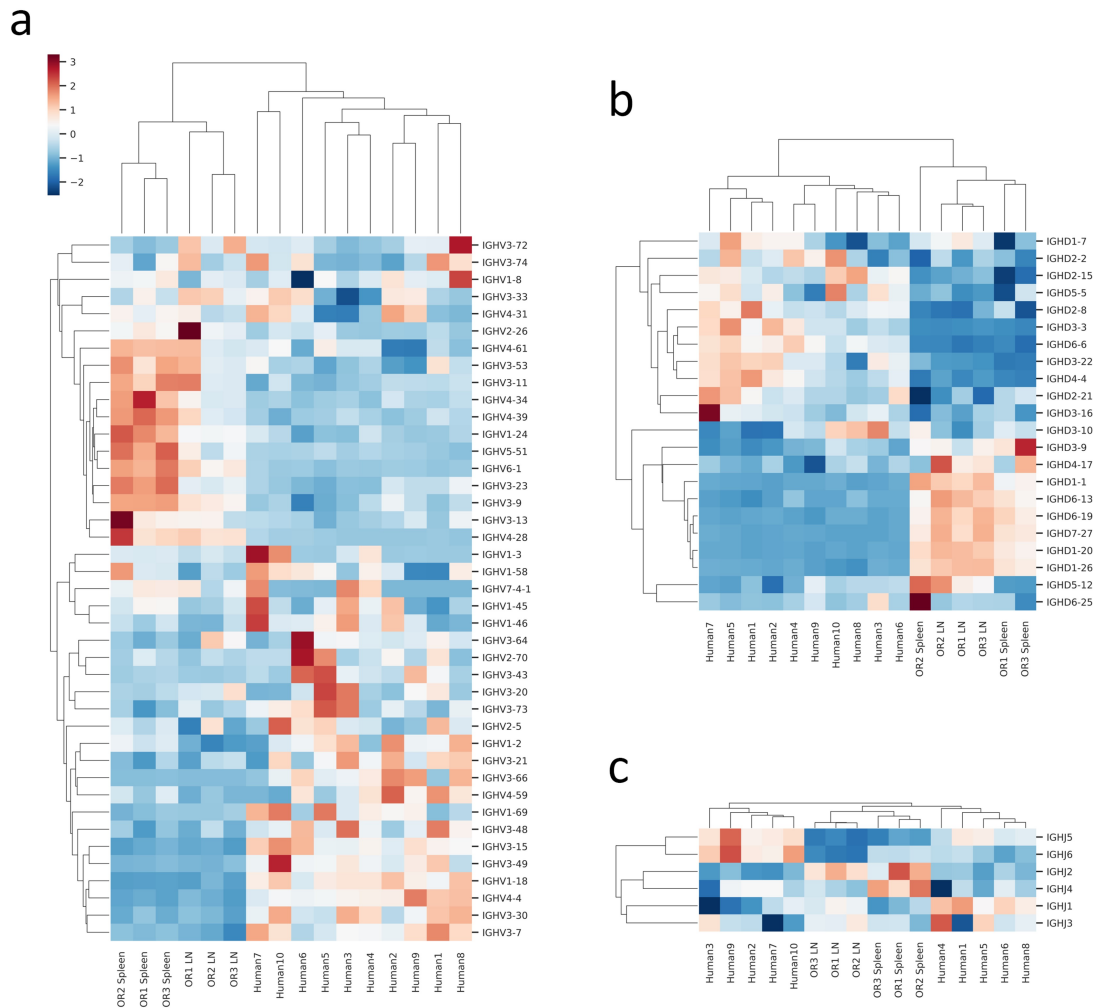 a
3
2
1
0
−1
−2
IGHV3-72
IGHV3-74
IGHV1-8
IGHV3-33
IGHV4-31
IGHV2-26
IGHV4-61
IGHV3-53
IGHV3-11
IGHV4-34
IGHV4-39
IGHV1-24
IGHV5-51
IGHV6-1
IGHV3-23
IGHV3-9
IGHV3-13
IGHV4-28
IGHV1-3
IGHV1-58
IGHV7-4-1
IGHV1-45
IGHV1-46
IGHV3-64
IGHV2-70
IGHV3-43
IGHV3-20
IGHV3-73
IGHV2-5
IGHV1-2
IGHV3-21
IGHV3-66
IGHV4-59
IGHV1-69
IGHV3-48
IGHV3-15
IGHV3-49
IGHV1-18
IGHV4-4
IGHV3-30
IGHV3-7
OR2 Spleen
OR1 Spleen
OR3 Spleen
OR1 LN
OR2 LN
OR3 LN
Human7
Human10
Human6
Human5
Human3
Human4
Human2
Human9
Human1
Human8
b
IGHD1-7
IGHD2-2
IGHD2-15
IGHD5-5
IGHD2-8
IGHD3-3
IGHD6-6
IGHD3-22
IGHD4-4
IGHD2-21
IGHD3-16
IGHD3-10
IGHD3-9
IGHD4-17
IGHD1-1
IGHD6-13
IGHD6-19
IGHD7-27
IGHD1-20
IGHD1-26
IGHD5-12
IGHD6-25
Human7
Human5
Human1
Human2
Human4
Human9
Human10
Human8
Human3
Human6
OR2 Spleen
OR2 LN
OR1 LN
OR3 LN
OR1 Spleen
OR3 Spleen
c
IGHJ5
IGHJ6
IGHJ2
IGHJ4
IGHJ1
IGHJ3
Human3
Human9
Human2
Human7
Human10
OR3 LN
OR1 LN
OR2 LN
OR3 Spleen
OR1 Spleen
OR2 Spleen
Human4
Human1
Human5
Human6
Human8